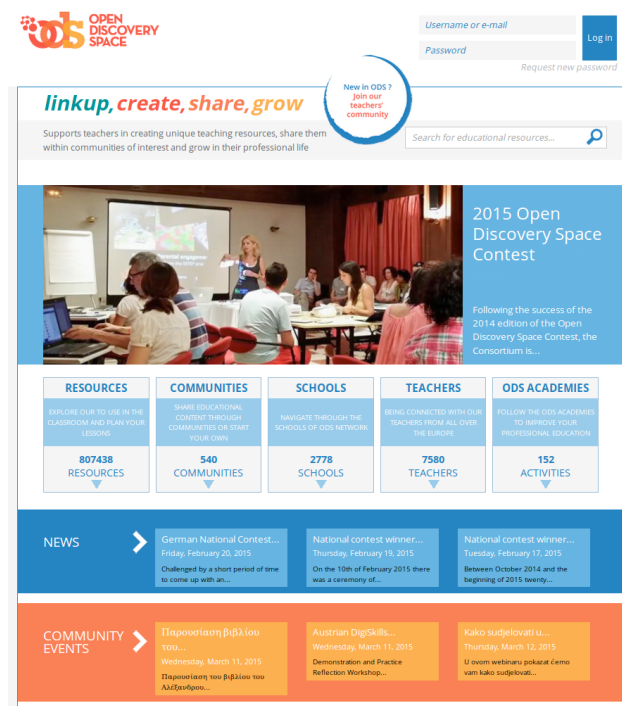 ods OPEN
DISCOVERY
SPACE
Username or e-mail
Password
Log in
Request new password
New in ODS ?
Join our
teachers'
community
linkup, create, share, grow
Supports teachers in creating unique teaching resources, share them
within communities of interest and grow in their professional life
Search for educational resources...
Parental engagement
2015 Open
Discovery Space
Contest
Following the success of the
2014 edition of the Open
Discovery Space Contest, the
Consortium is...
RESOURCES
EXPLORE OUR TO USE IN THE
CLASSROOM AND PLAN YOUR
LESSONS
807438
RESOURCES
COMMUNITIES
SHARE EDUCATIONAL
CONTENT THROUGH
COMMUNITIES OR START
YOUR OWN
540
COMMUNITIES
SCHOOLS
NAVIGATE THROUGH THE
SCHOOLS OF ODS NETWORK
2778
SCHOOLS
TEACHERS
BEING CONNECTED WITH OUR
TEACHERS FROM ALL OVER
THE EUROPE
7580
TEACHERS
ODS ACADEMIES
FOLLOW THE ODS ACADEMIES
TO IMPROVE YOUR
PROFESSIONAL EDUCATION
152
ACTIVITIES
NEWS
German National Contest...
Friday, February 20, 2015
Challenged by a short period of time
to come up with an...
National contest winner...
Thursday, February 19, 2015
On the 10th of February 2015 there
was a ceremony of...
National contest winner...
Tuesday, February 17, 2015
Between October 2014 and the
beginning of 2015 twenty...
COMMUNITY
EVENTS
Παρουσίαση βιβλίου
του...
Wednesday, March 11, 2015
Παρουσίαση του βιβλίου του
Αλέξανδρου...
Austrian DigiSkills...
Wednesday, March 11, 2015
Demonstration and Practice
Reflection Workshop...
Kako sudjelovati u...
Thursday, March 12, 2015
U ovom webinaru pokazat ćemo
vam kako sudjelovati...